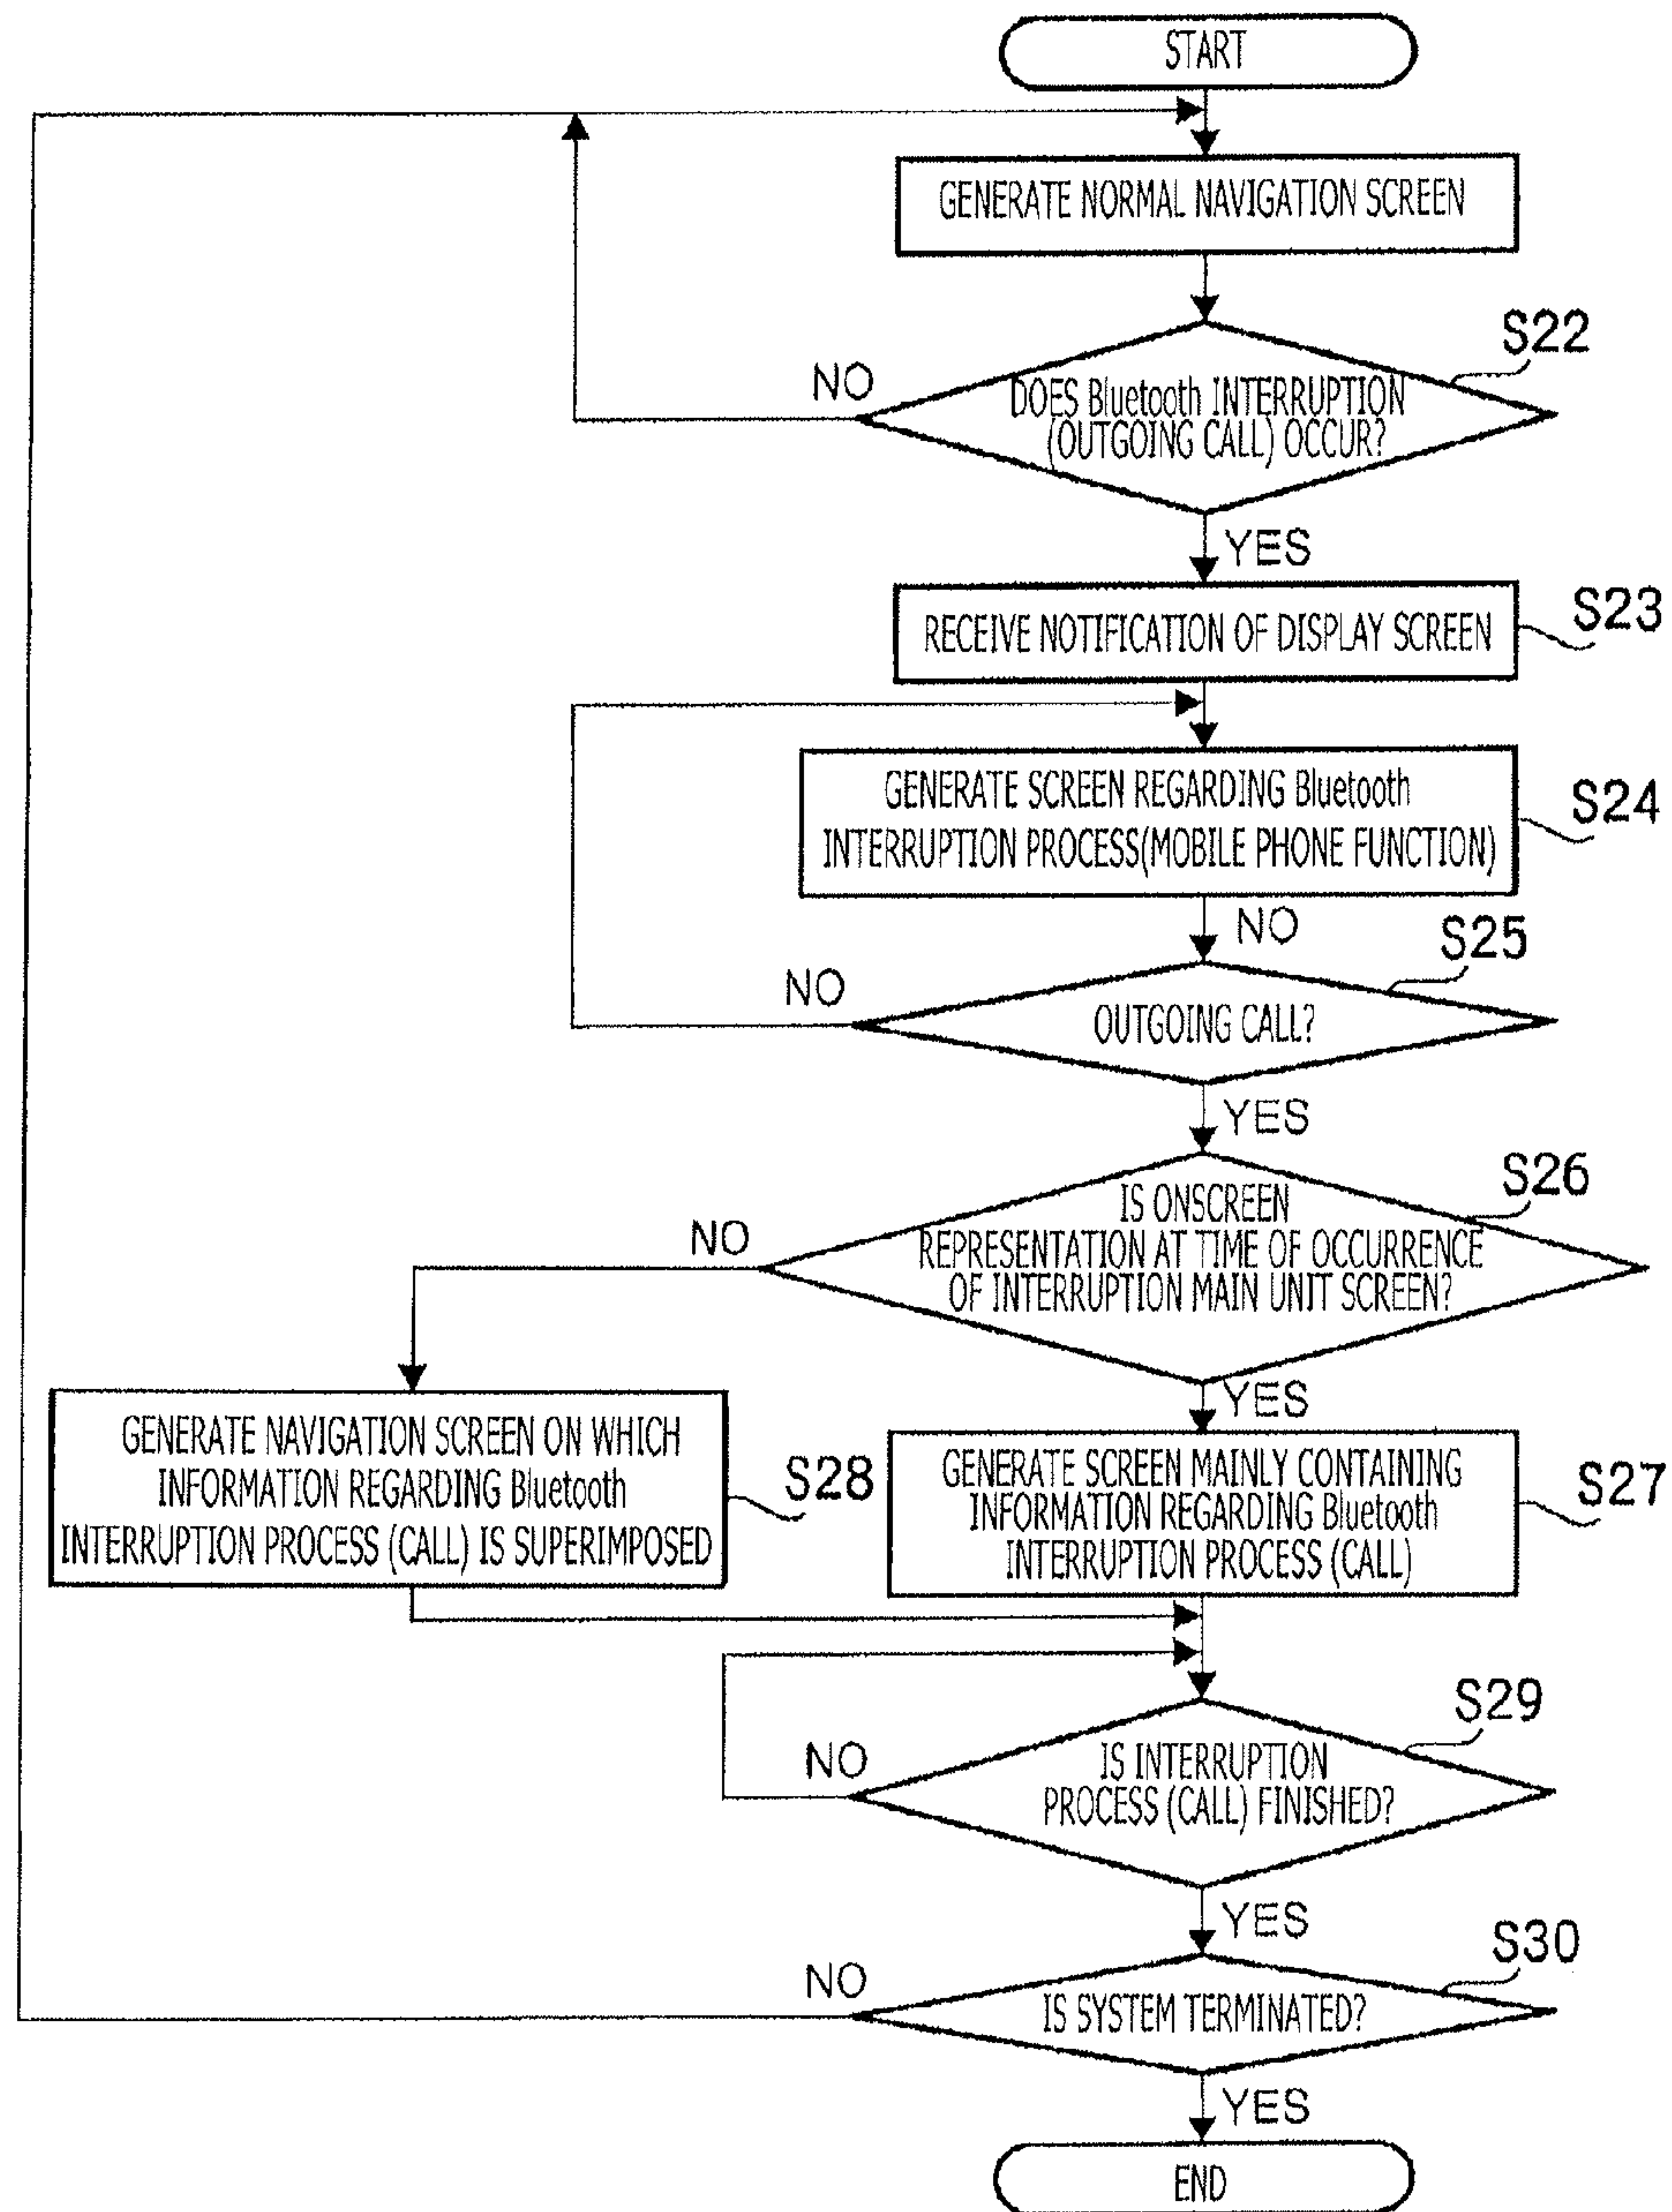 START
GENERATE NORMAL NAVIGATION SCREEN
S22
NO
DOES Bluetooth INTERRUPTION
(OUTGOING CALL) OCCUR?
YES
RECEIVE NOTIFICATION OF DISPLAY SCREEN
S23
GENERATE SCREEN REGARDING Bluetooth
INTERRUPTION PROCESS(MOBILE PHONE FUNCTION)
S24
NO
S25
NO
OUTGOING CALL?
YES
S26
NO
IS ONSCREEN
REPRESENTATION AT TIME OF OCCURRENCE
OF INTERRUPTION MAIN UNIT SCREEN?
YES
GENERATE NAVIGATION SCREEN ON WHICH
INFORMATION REGARDING Bluetooth
INTERRUPTION PROCESS (CALL) IS SUPERIMPOSED
S28
GENERATE SCREEN MAINLY CONTAINING
INFORMATION REGARDING Bluetooth
INTERRUPTION PROCESS (CALL)
S27
S29
NO
IS INTERRUPTION
PROCESS (CALL) FINISHED?
YES
S30
NO
IS SYSTEM TERMINATED?
YES
END